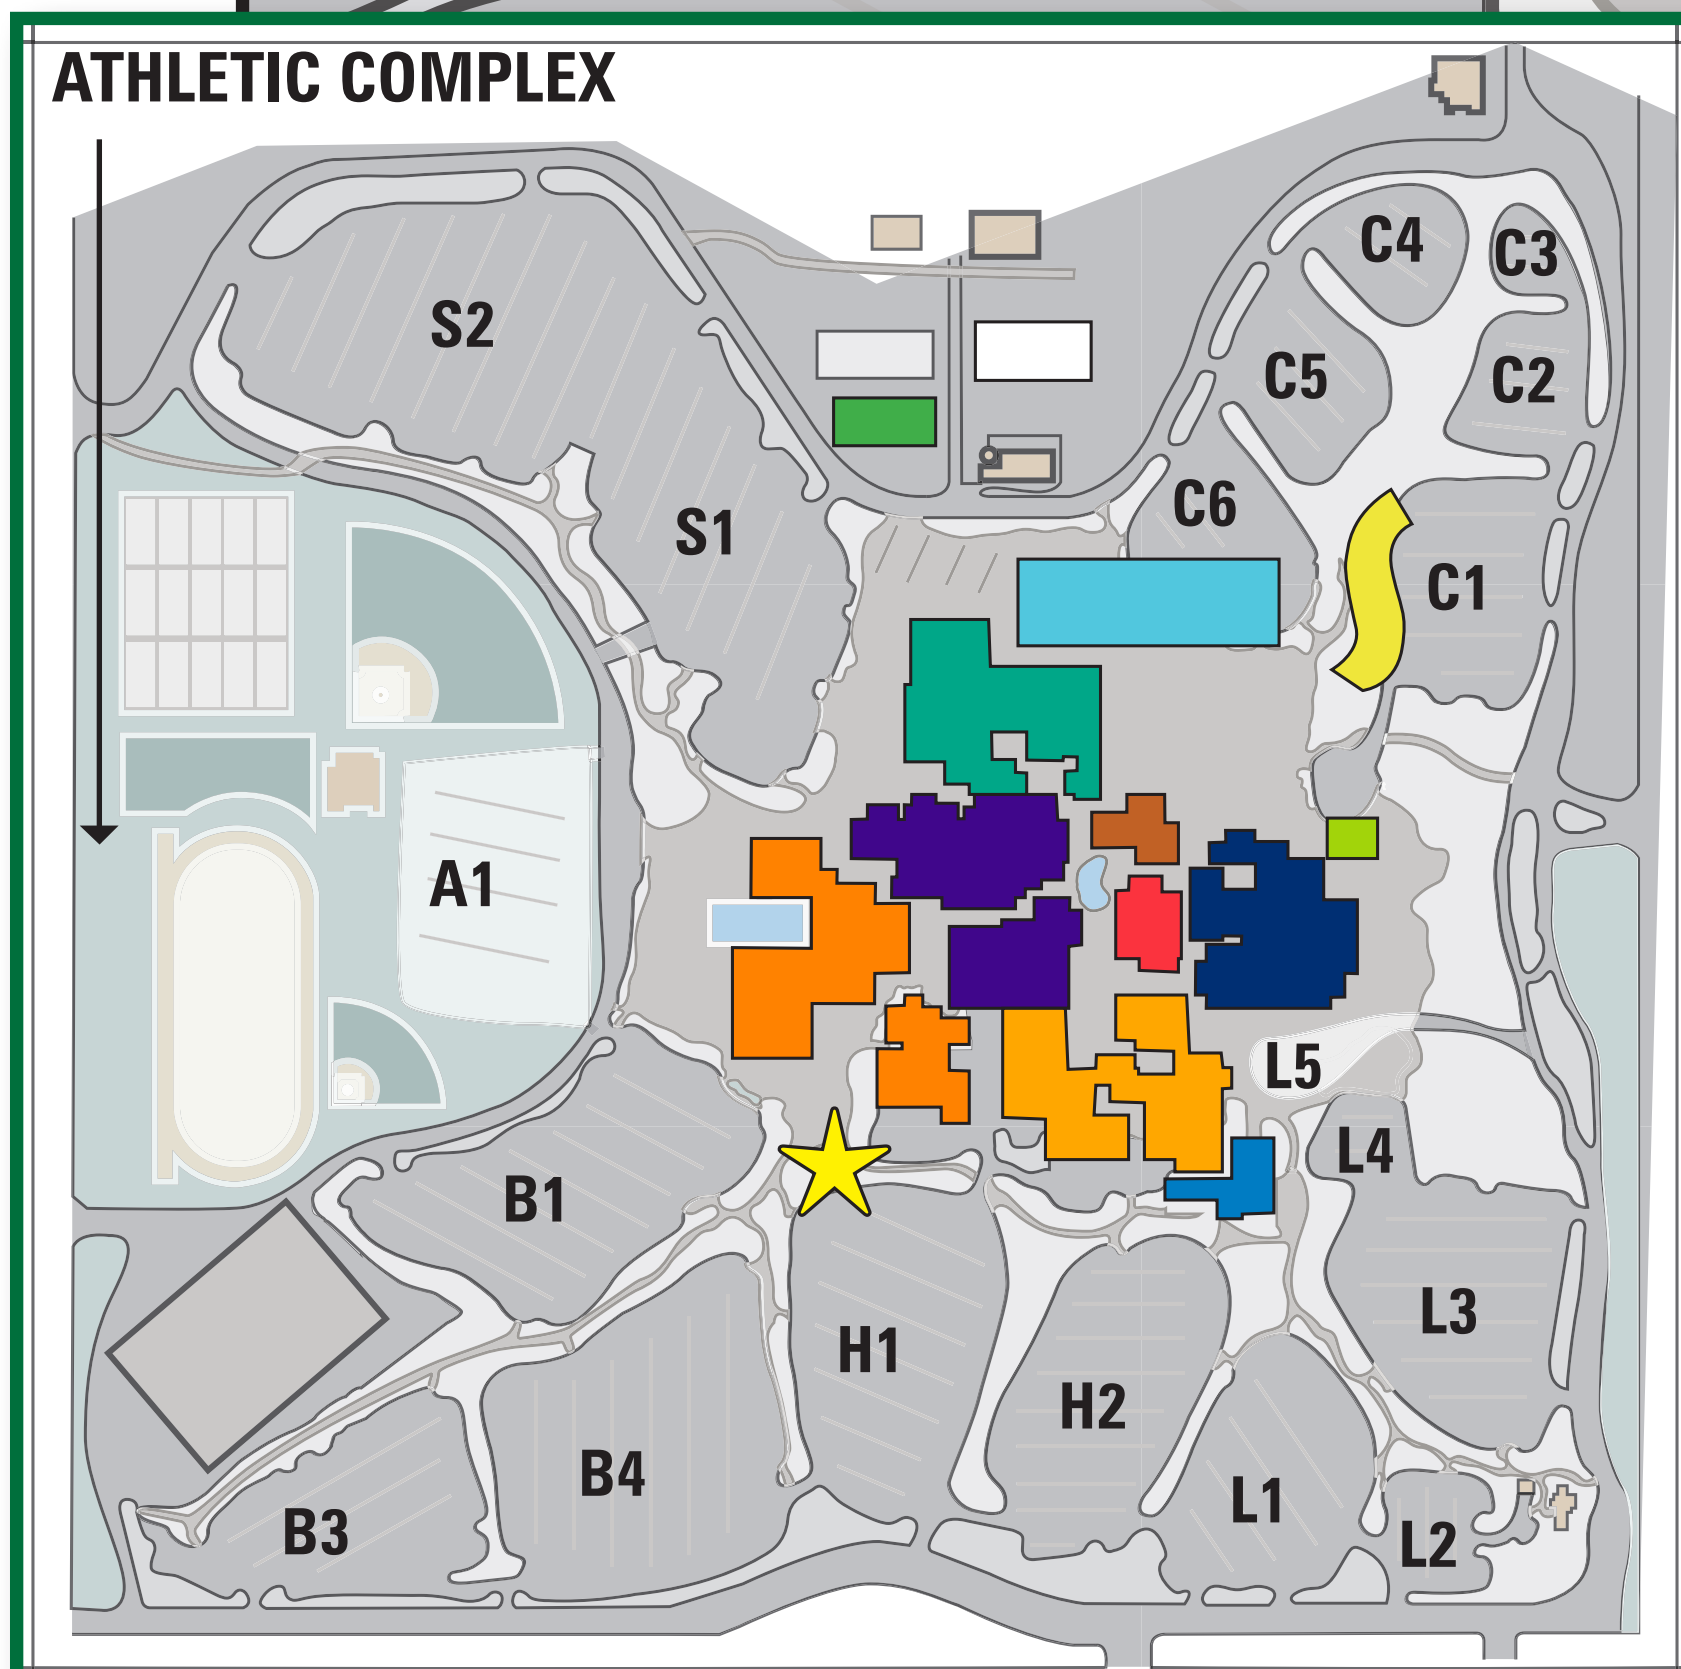 ATHLETIC COMPLEX
C4
C3
S2
C5
C2
C6
S1
C1
A1
L5
L4
B1
L3
H1
H2
B4
L1
B3
L2